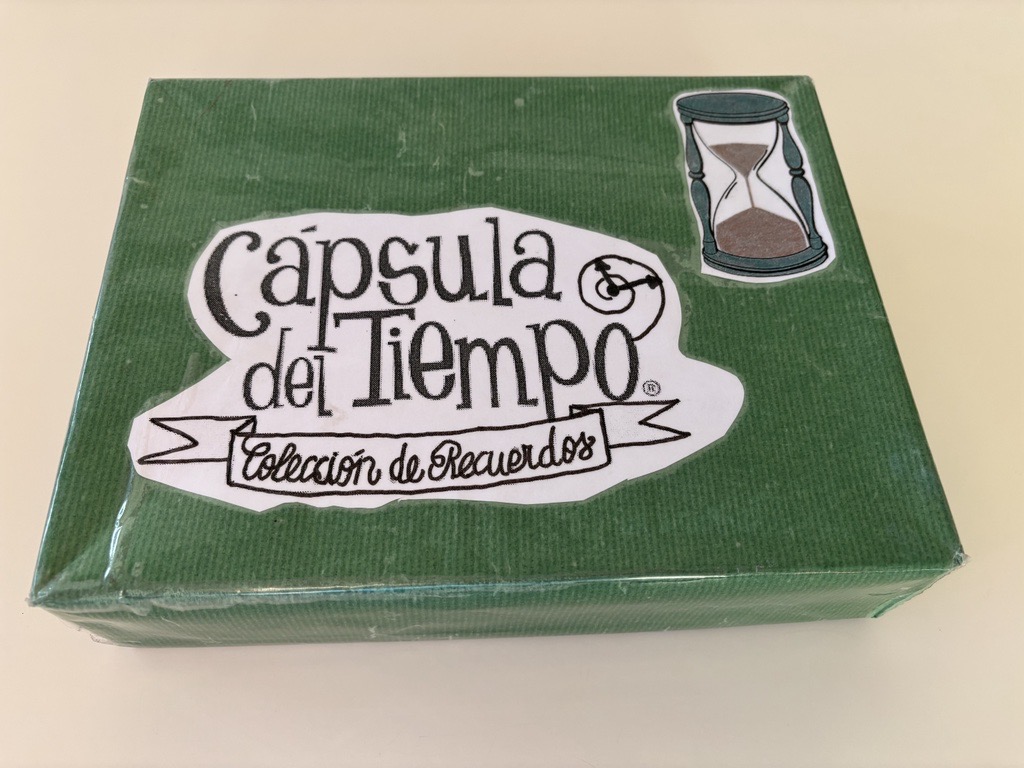 Cápsula
del Tiempo®
Colección de Recuerdos